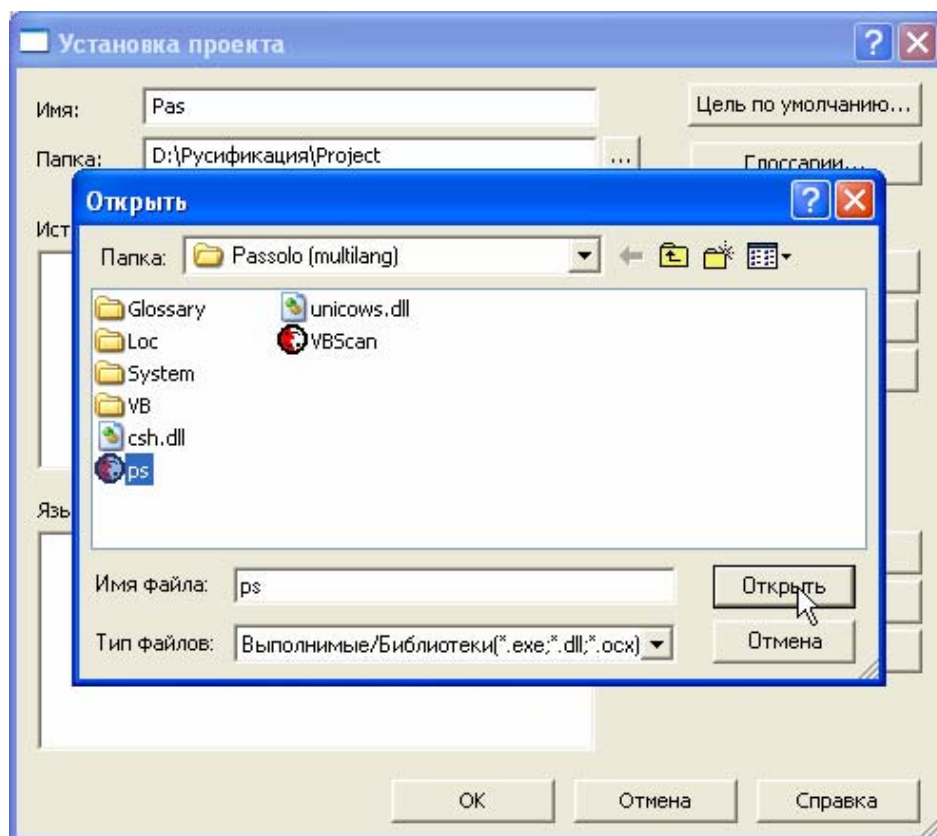 Установка проекта
Имя:
Pas
Цель по умолчанию...
Папка:
D:\Русификация\Project
...
Глоссарии...
Ист
Открыть
Папка:
Passolo (multilang)
Glossary
Loc
System
VB
csh.dll
ps
unicows.dll
VBScan
Язы
Имя файла:
ps
Открыть
Тип файлов:
Выполнимые/Библиотеки(*.exe;*.dll;*.ocx)
Отмена
OK
Отмена
Справка